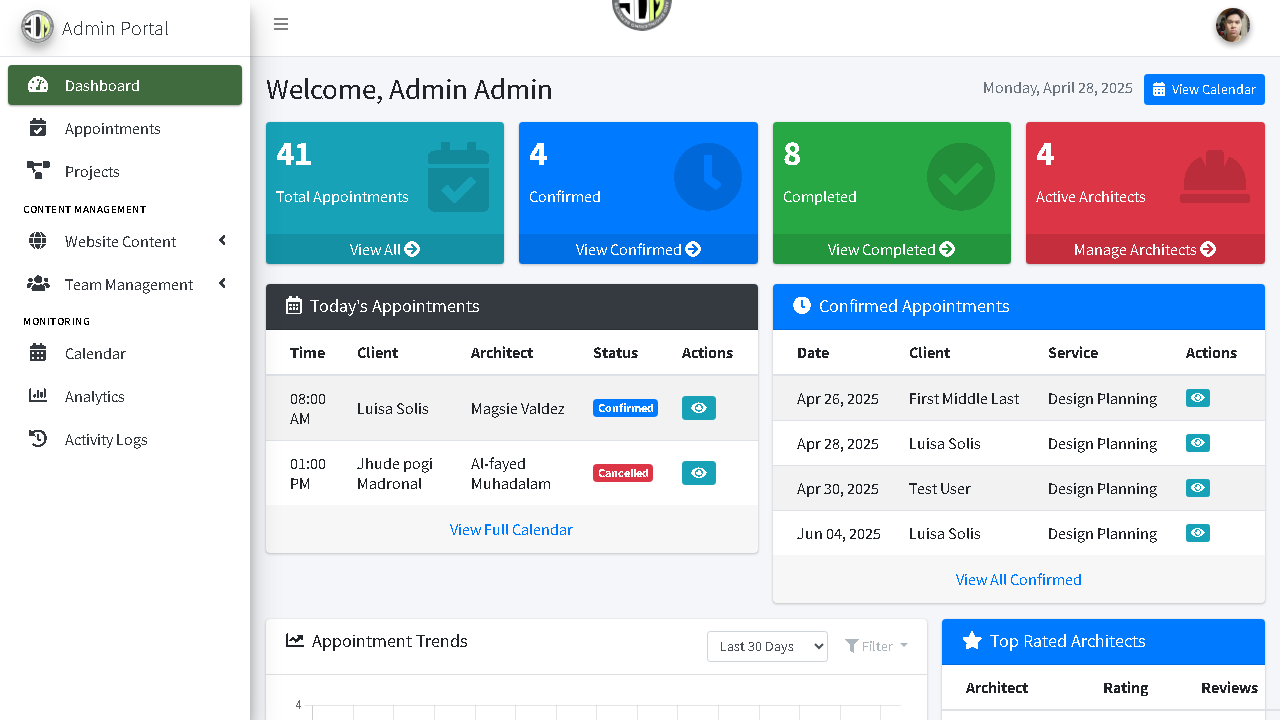 Admin Portal
Dashboard
Appointments
Projects
CONTENT MANAGEMENT
Website Content
Team Management
MONITORING
Calendar
Analytics
Activity Logs
Welcome, Admin Admin
Monday, April 28, 2025
View Calendar
41
Total Appointments
View All
4
Confirmed
View Confirmed
8
Completed
View Completed
4
Active Architects
Manage Architects
Today's Appointments
Time Client Architect Status Actions
08:00 AM Luisa Solis Magsie Valdez Confirmed
01:00 PM Jhude pogi Madronal Al-fayed Muhadalam Cancelled
View Full Calendar
Confirmed Appointments
Date Client Service Actions
Apr 26, 2025 First Middle Last Design Planning
Apr 28, 2025 Luisa Solis Design Planning
Apr 30, 2025 Test User Design Planning
Jun 04, 2025 Luisa Solis Design Planning
View All Confirmed
Appointment Trends
Last 30 Days
Filter
4
Top Rated Architects
Architect Rating Reviews